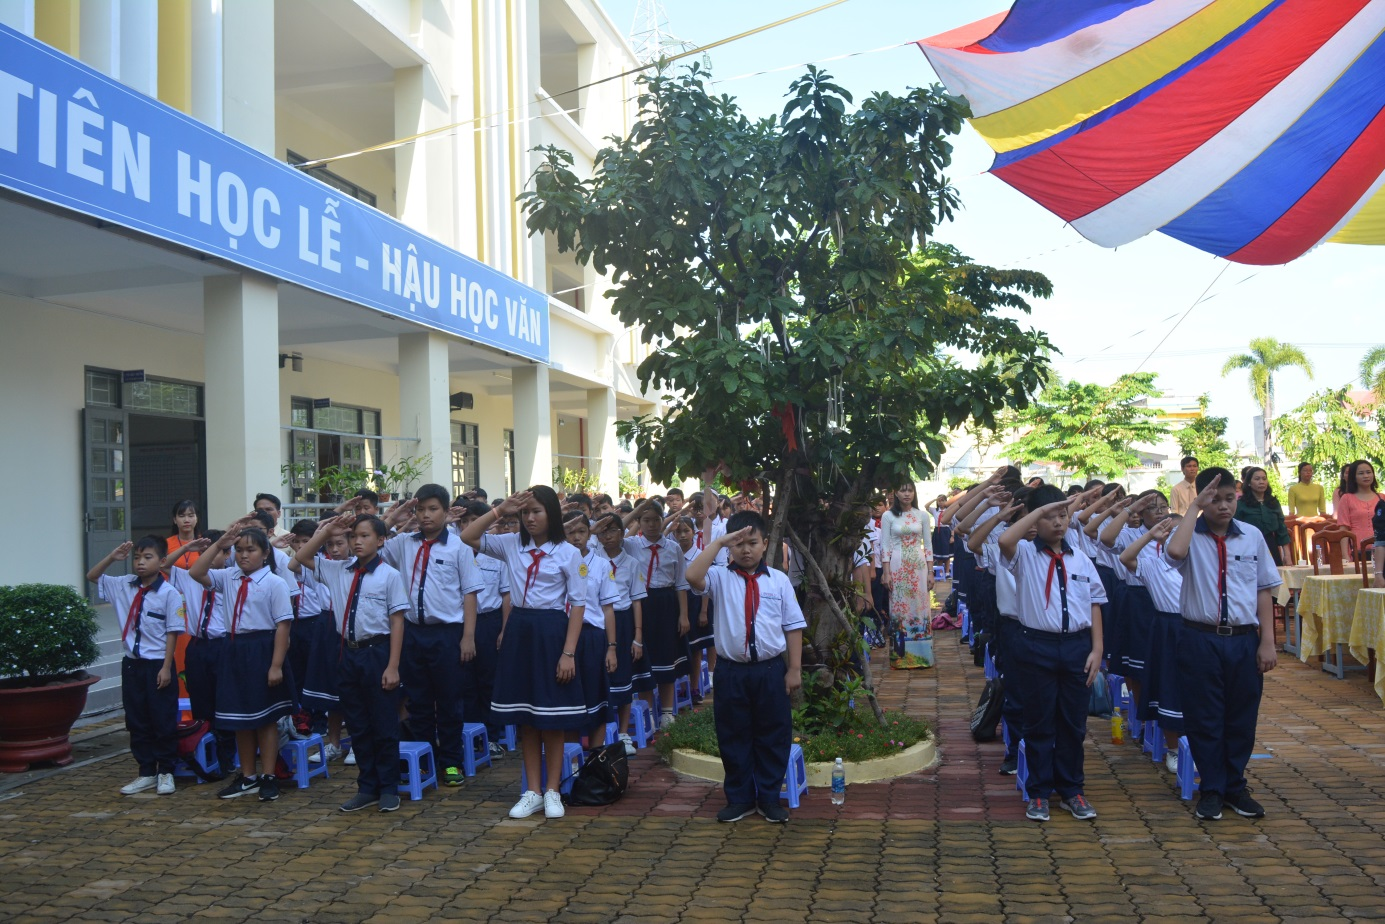 TIÊN HỌC LỄ - HẬU HỌC VĂN